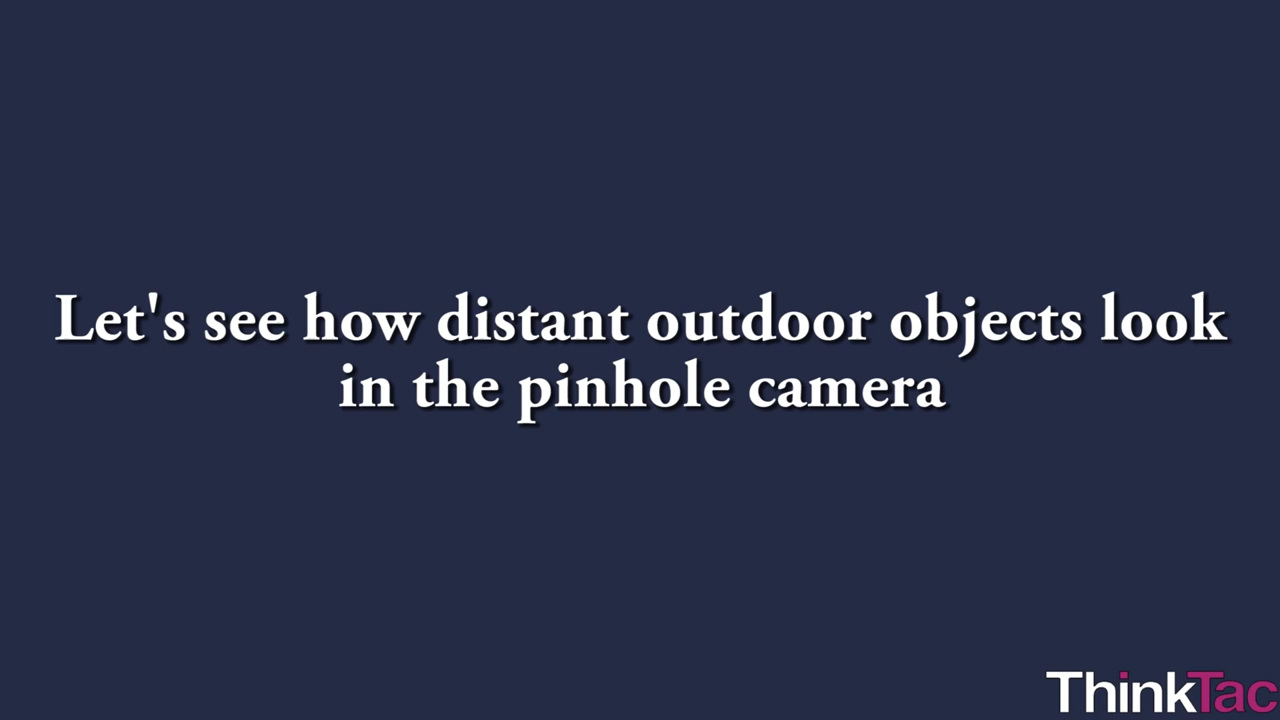 Let's see how distant outdoor objects look
in the pinhole camera
ThinkTac